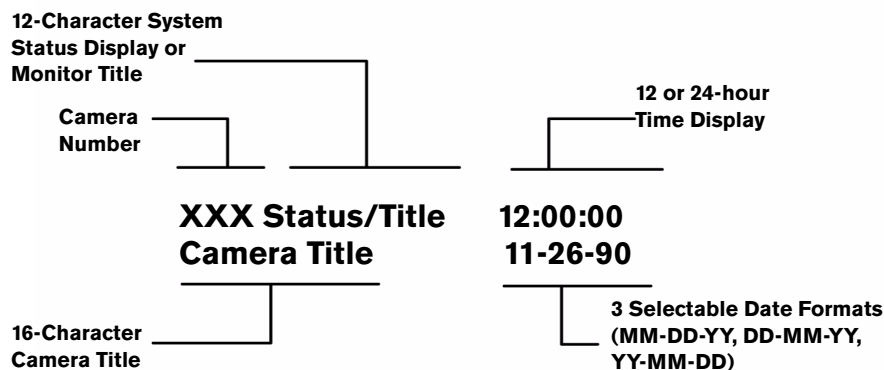 12-Character System
Status Display or
Monitor Title
Camera
Number
12 or 24-hour
Time Display
XXX Status/Title 12:00:00
Camera Title 11-26-90
16-Character
Camera Title
3 Selectable Date Formats
(MM-DD-YY, DD-MM-YY,
YY-MM-DD)